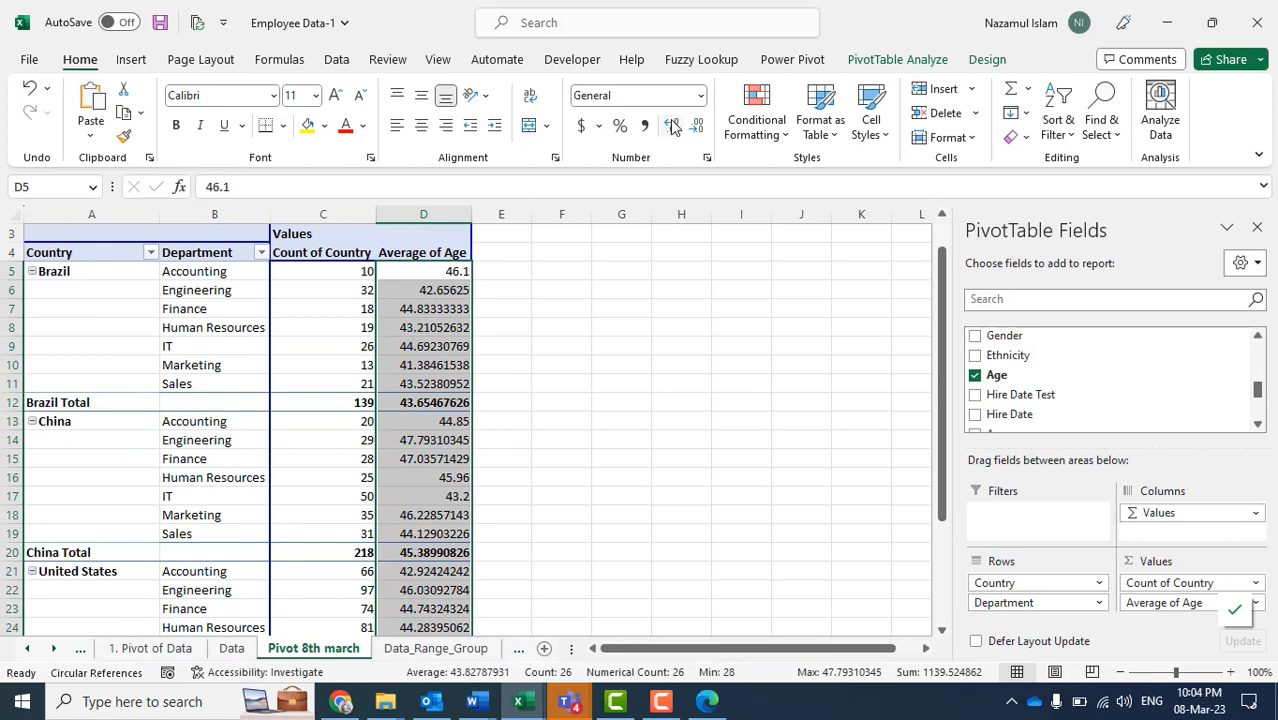 AutoSave Off Employee Data-1 Search Nazamul Islam NI
File Home Insert Page Layout Formulas Data Review View Automate Developer Help Fuzzy Lookup Power Pivot PivotTable Analyze Design Comments Share
Paste Calibri 11 General Conditional Formatting Format as Table Cell Styles Insert Delete Format Sort & Filter Find & Select Analyze Data
Undo Clipboard Font Alignment Number Styles Cells Editing Analysis
D5 fx 46.1
A B C D E F G H I J K L
3 Values
4 Country Department Count of Country Average of Age
5 Brazil Accounting 10 46.1
6 Engineering 32 42.65625
7 Finance 18 44.83333333
8 Human Resources 19 43.21052632
9 IT 26 44.69230769
10 Marketing 13 41.38461538
11 Sales 21 43.52380952
12 Brazil Total 139 43.65467626
13 China Accounting 20 44.85
14 Engineering 29 47.79310345
15 Finance 28 47.03571429
16 Human Resources 25 45.96
17 IT 50 43.2
18 Marketing 35 46.22857143
19 Sales 31 44.12903226
20 China Total 218 45.38990826
21 United States Accounting 66 42.92424242
22 Engineering 97 46.03092784
23 Finance 74 44.74324324
24 Human Resources 81 44.28395062
PivotTable Fields
Choose fields to add to report:
Search
Gender
Ethnicity
Age
Hire Date Test
Hire Date
Drag fields between areas below:
Filters Columns
Values
Rows Values
Country Count of Country
Department Average of Age
Defer Layout Update Update
... 1. Pivot of Data Data Pivot 8th march Data_Range_Group ...
Ready Circular References Accessibility: Investigate Average: 43.82787931 Count: 26 Numerical Count: 26 Min: 28 Max: 47.79310345 Sum: 1139.524862 100%
Type here to search ENG 10:04 PM
08-Mar-23